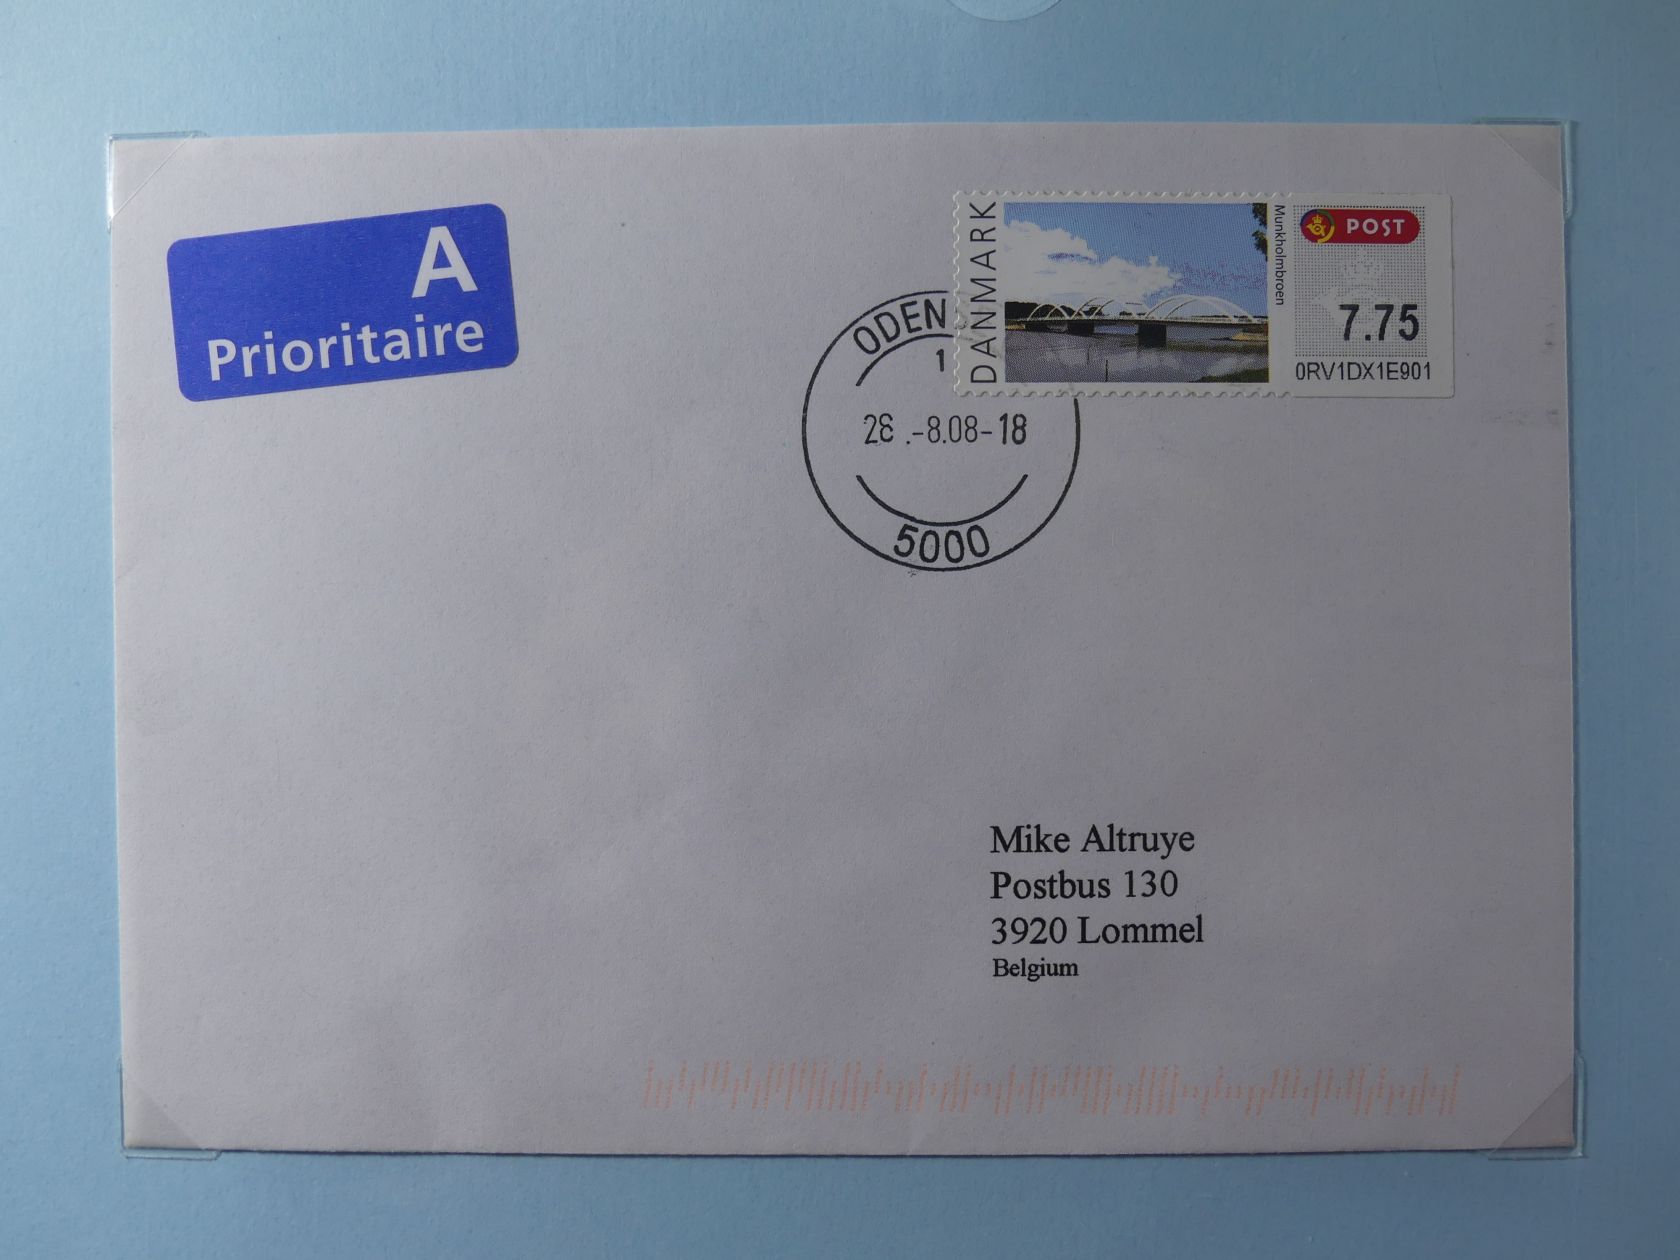 A
Prioritaire
DANMARK
Munkholmbroen
POST
7.75
0RV1DX1E901
ODEN
1
28.-8.08-18
5000
Mike Altruye
Postbus 130
3920 Lommel
Belgium